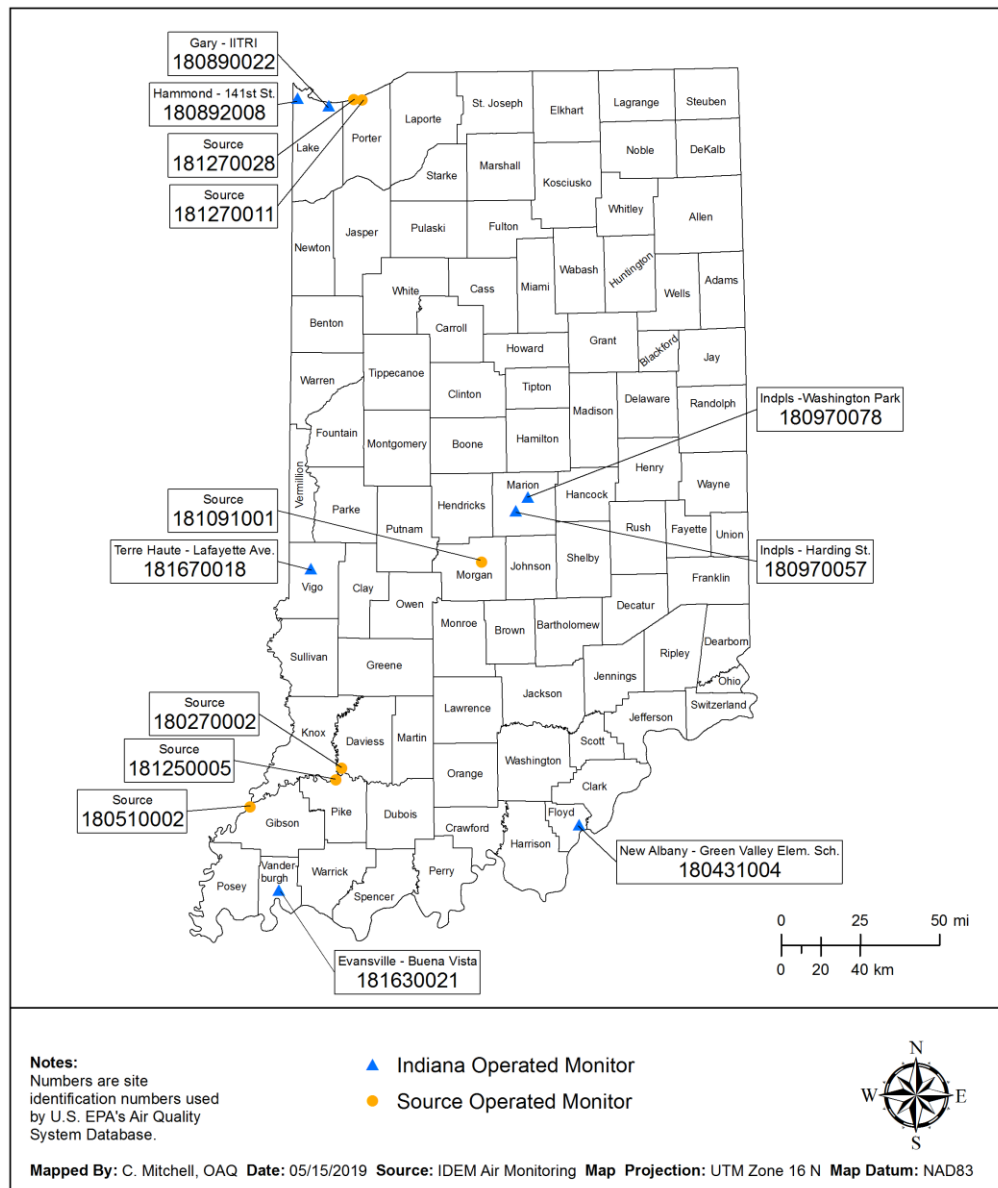 Gary - IITRI
180890022
Hammond - 141st St.
180892008
Source
181270028
Source
181270011
Lake
Porter
Laporte
St. Joseph
Elkhart
Lagrange
Steuben
Noble
DeKalb
Starke
Marshall
Kosciusko
Whitley
Allen
Newton
Jasper
Pulaski
Fulton
Wabash
Huntington
White
Cass
Miami
Wells
Adams
Benton
Carroll
Howard
Grant
Blackford
Jay
Warren
Tippecanoe
Clinton
Tipton
Madison
Delaware
Randolph
Indpls -Washington Park
180970078
Fountain
Montgomery
Boone
Hamilton
Henry
Wayne
Vermillion
Parke
Putnam
Hendricks
Marion
Hancock
Rush
Fayette
Union
Source
181091001
Terre Haute - Lafayette Ave.
181670018
Indpls - Harding St.
180970057
Vigo
Clay
Owen
Morgan
Johnson
Shelby
Franklin
Decatur
Monroe
Brown
Bartholomew
Dearborn
Sullivan
Greene
Ripley
Jennings
Ohio
Switzerland
Jackson
Lawrence
Jefferson
Source
180270002
Source
181250005
Source
180510002
Knox
Daviess
Martin
Scott
Washington
Orange
Clark
Gibson
Pike
Dubois
Crawford
Floyd
Harrison
New Albany - Green Valley Elem. Sch.
180431004
Posey
Vander-
burgh
Warrick
Spencer
Perry
Evansville - Buena Vista
181630021
0 25 50 mi
0 20 40 km
Notes:
Numbers are site
identification numbers used
by U.S. EPA's Air Quality
System Database.
Indiana Operated Monitor
Source Operated Monitor
N
W E
S
Mapped By: C. Mitchell, OAQ Date: 05/15/2019 Source: IDEM Air Monitoring Map Projection: UTM Zone 16 N Map Datum: NAD83